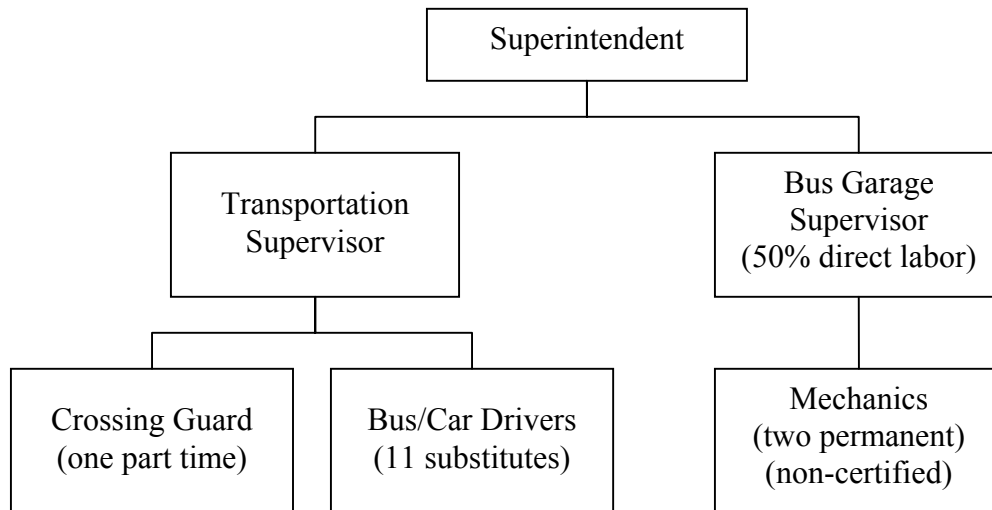 Superintendent
Transportation
Supervisor
Bus Garage
Supervisor
(50% direct labor)
Crossing Guard
(one part time)
Bus/Car Drivers
(11 substitutes)
Mechanics
(two permanent)
(non-certified)